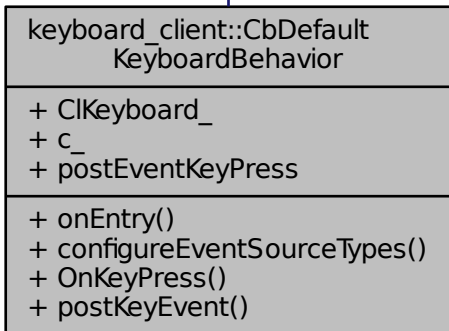 keyboard_client::CbDefault
KeyboardBehavior
+ ClKeyboard_
+ c_
+ postEventKeyPress
+ onEntry()
+ configureEventSourceTypes()
+ OnKeyPress()
+ postKeyEvent()